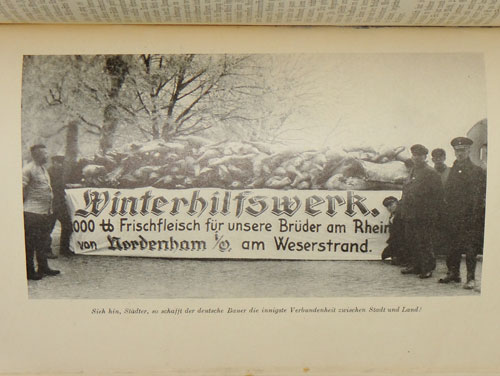 Winterhilfswerk.
000 ℔ Frischfleisch für unsere Brüder am Rhein
von Nordenham i/O. am Weserstrand.
Sieh hin, Städter, so schafft der deutsche Bauer die innigste Verbundenheit zwischen Stadt und Land!